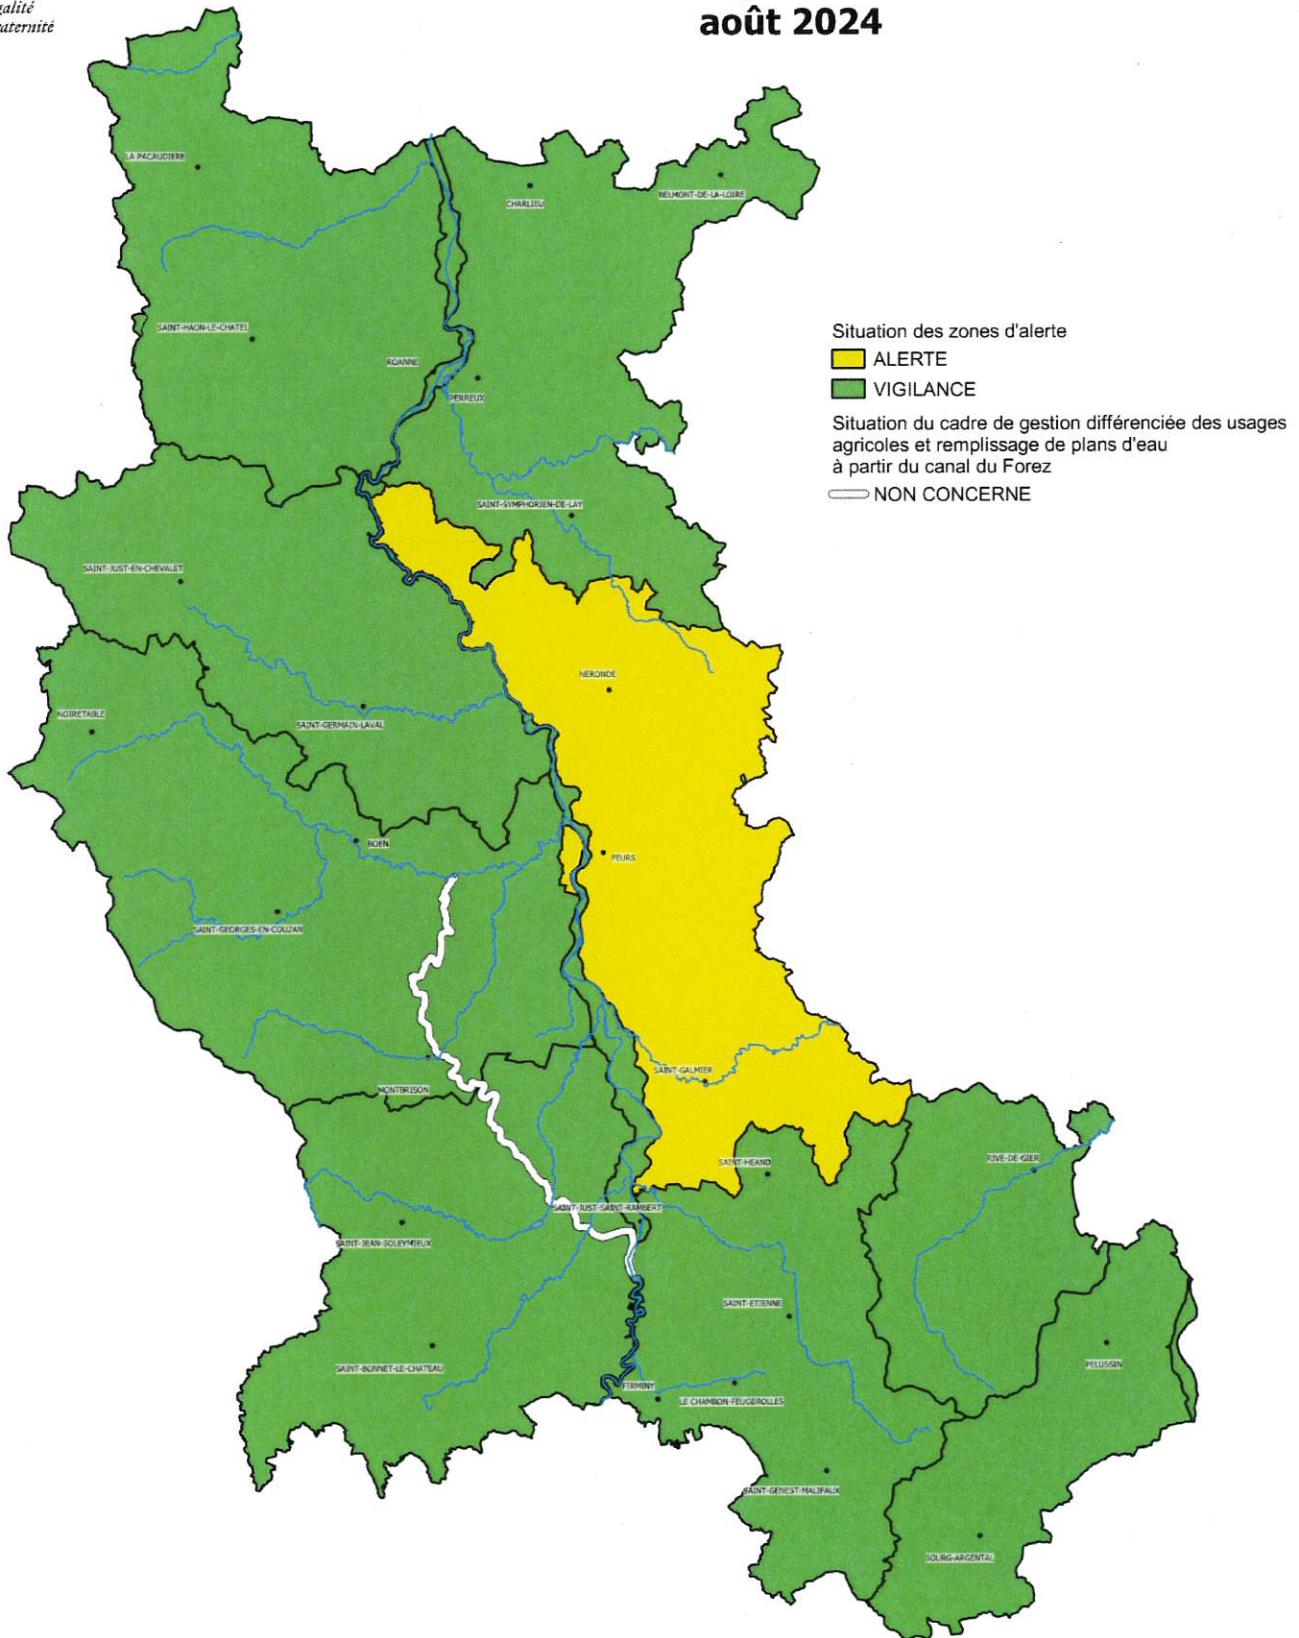 galité
aternité
août 2024
LA PACAUDIERE
CHARLIEU
BELMONT-DE-LA-LOIRE
SAINT-HAON-LE-CHATEL
ROANNE
PERREUX
Situation des zones d'alerte
ALERTE
VIGILANCE
Situation du cadre de gestion différenciée des usages
agricoles et remplissage de plans d'eau
à partir du canal du Forez
NON CONCERNE
SAINT-SYMPHORIEN-DE-LAY
SAINT-JUST-EN-CHEVALET
NERONDE
NOIRETABLE
SAINT-GERMAIN-LAVAL
BOEN
FEURS
SAINT-GEORGES-EN-COUZAN
SAINT-GALMIER
MONTBRISON
SAINT-HEAND
RIVE-DE-GIER
SAINT-JUST-SAINT-RAMBERT
SAINT-JEAN-SOLEYMIEUX
SAINT-ETIENNE
PELUSSIN
SAINT-BONNET-LE-CHATEAU
FIRMINY
LE CHAMBON-FEUGEROLLES
SAINT-GENEST-MALIFAUX
BOURG-ARGENTAL